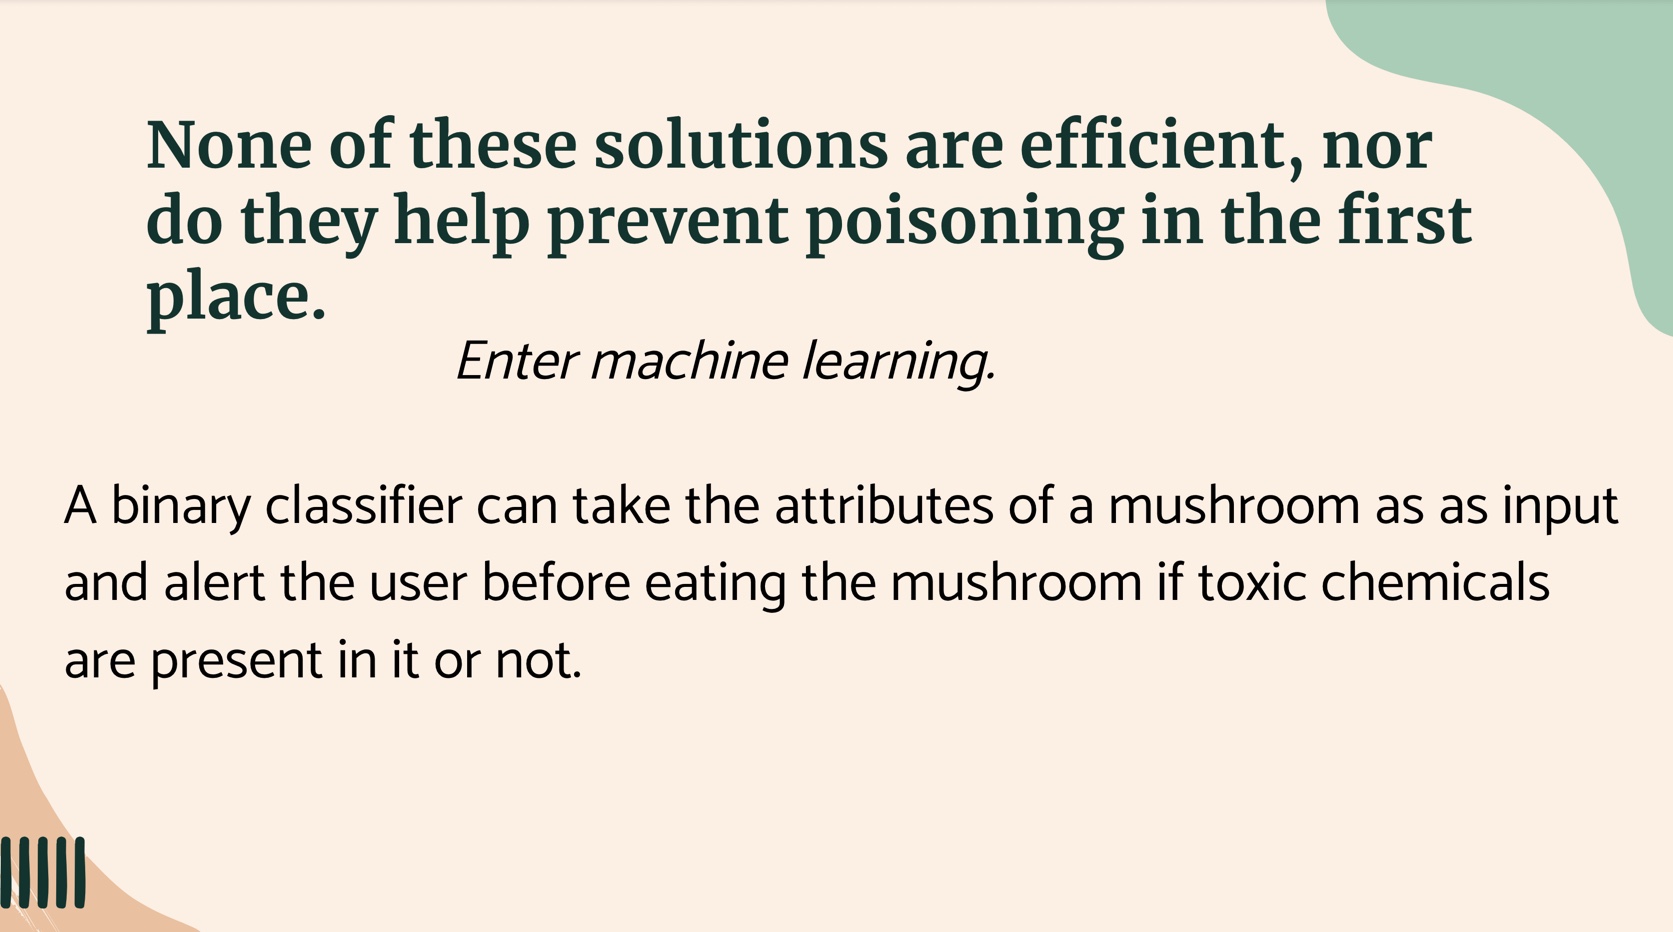 None of these solutions are efficient, nor
do they help prevent poisoning in the first
place.
Enter machine learning.
A binary classifier can take the attributes of a mushroom as as input
and alert the user before eating the mushroom if toxic chemicals
are present in it or not.